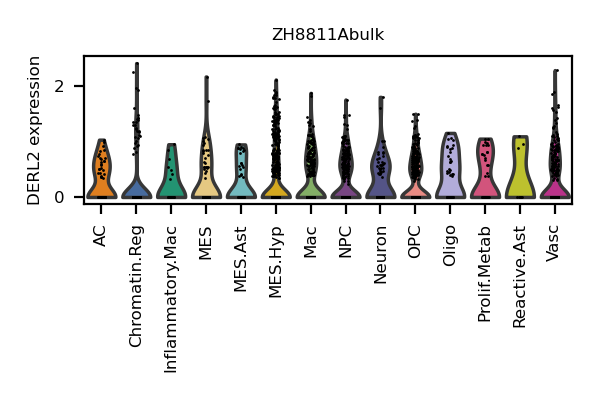 ZH8811Abulk
DERL2 expression
2
0
AC
Chromatin.Reg
Inflammatory.Mac
MES
MES.Ast
MES.Hyp
Mac
NPC
Neuron
OPC
Oligo
Prolif.Metab
Reactive.Ast
Vasc